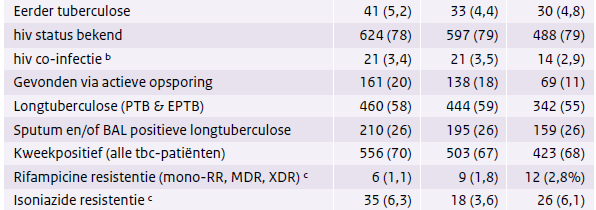 Eerder tuberculose 41 (5,2) 33 (4,4) 30 (4,8)
hiv status bekend 624 (78) 597 (79) 488 (79)
hiv co-infectie b 21 (3,4) 21 (3,5) 14 (2,9)
Gevonden via actieve opsporing 161 (20) 138 (18) 69 (11)
Longtuberculose (PTB & EPTB) 460 (58) 444 (59) 342 (55)
Sputum en/of BAL positieve longtuberculose 210 (26) 195 (26) 159 (26)
Kweekpositief (alle tbc-patiënten) 556 (70) 503 (67) 423 (68)
Rifampicine resistentie (mono-RR, MDR, XDR) c 6 (1,1) 9 (1,8) 12 (2,8%)
Isoniazide resistentie c 35 (6,3) 18 (3,6) 26 (6,1)